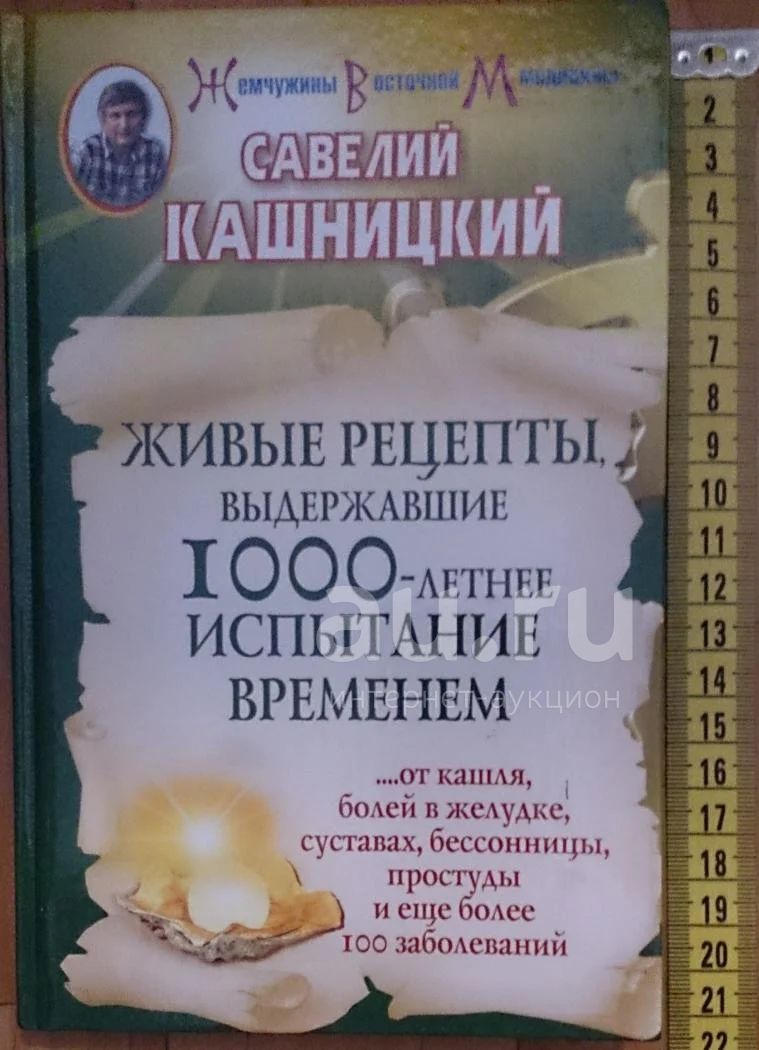 Жемчужины Восточной Медицины
САВЕЛИЙ
КАШНИЦКИЙ
ЖИВЫЕ РЕЦЕПТЫ,
ВЫДЕРЖАВШИЕ
1000-ЛЕТНЕЕ
ИСПЫТАНИЕ
ВРЕМЕНЕМ
au.ru
интернет-аукцион
....от кашля,
болей в желудке,
суставах, бессонницы,
простуды
и еще более
100 заболеваний
1
2
3
4
5
6
7
8
9
10
11
12
13
14
15
16
17
18
19
20
21
22